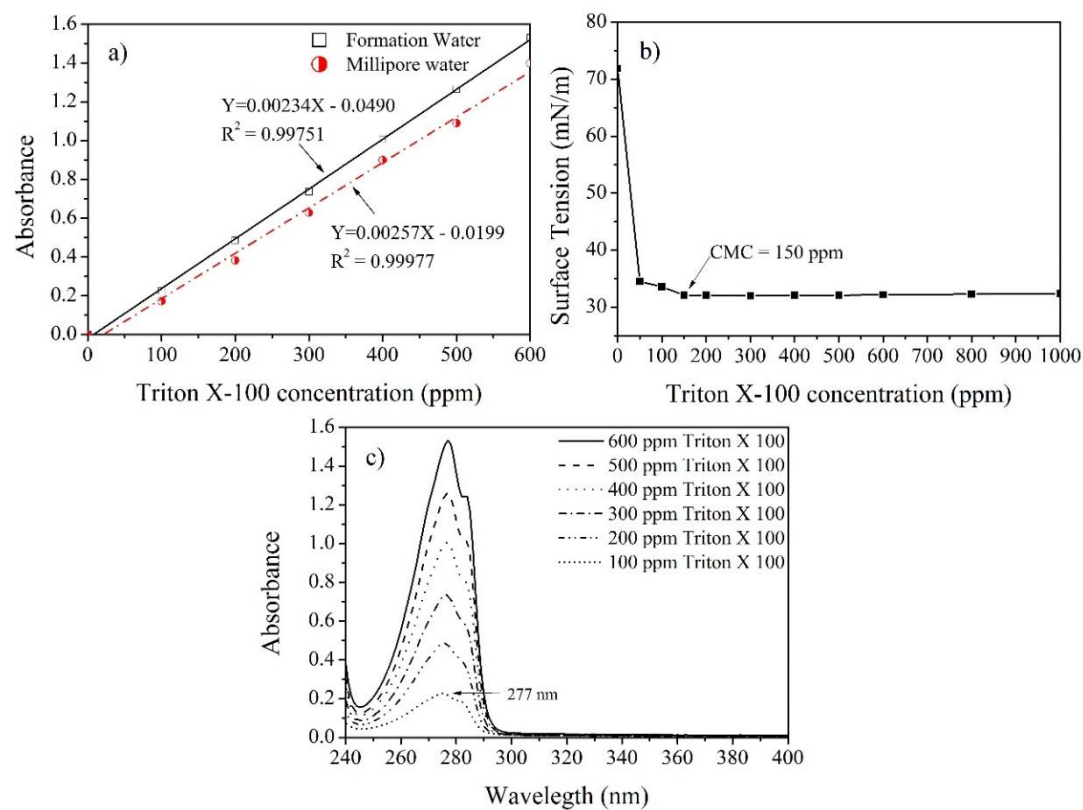 a)
Formation Water
Millipore water
Y=0.00234X - 0.0490
R² = 0.99751
Y=0.00257X - 0.0199
R² = 0.99977
1.6
1.4
1.2
1.0
0.8
0.6
0.4
0.2
0.0
0 100 200 300 400 500 600
Absorbance
Triton X-100 concentration (ppm)
b)
80
70
60
50
40
30
CMC = 150 ppm
0 100 200 300 400 500 600 700 800 900 1000
Surface Tension (mN/m)
Triton X-100 concentration (ppm)
c)
600 ppm Triton X 100
500 ppm Triton X 100
400 ppm Triton X 100
300 ppm Triton X 100
200 ppm Triton X 100
100 ppm Triton X 100
277 nm
1.6
1.4
1.2
1.0
0.8
0.6
0.4
0.2
0.0
240 260 280 300 320 340 360 380 400
Absorbance
Wavelegth (nm)